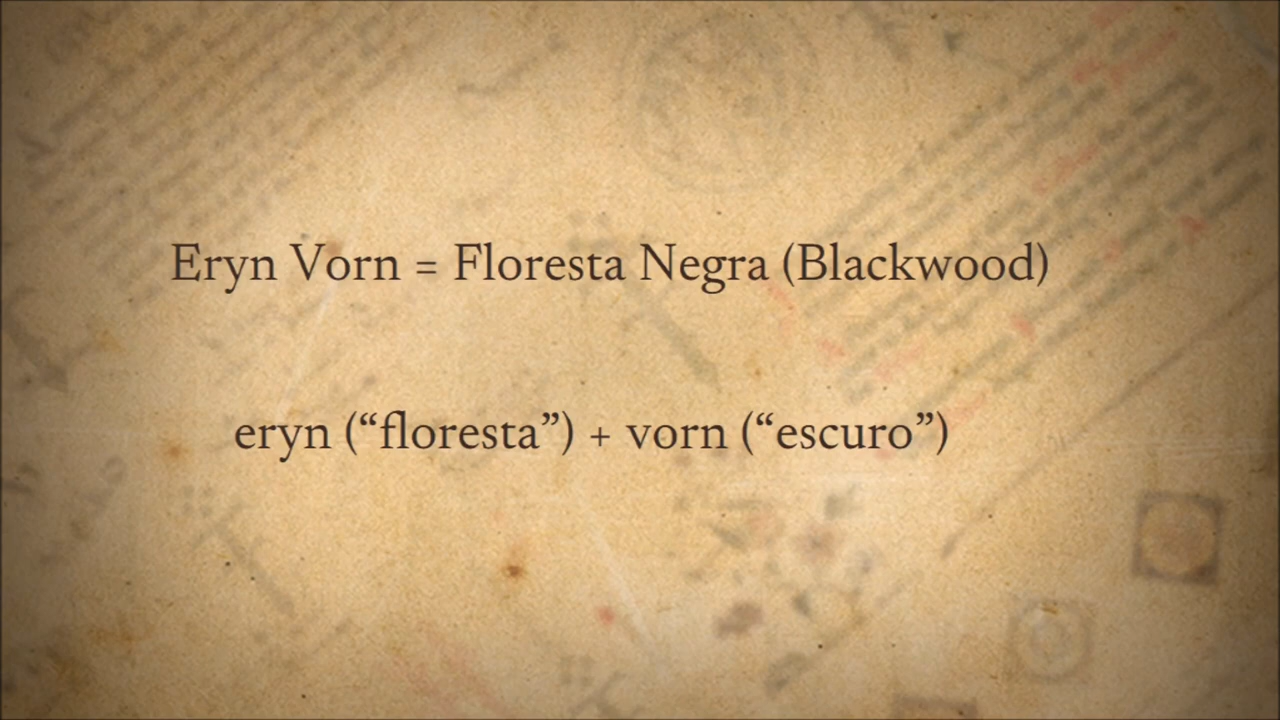 Eryn Vorn = Floresta Negra (Blackwood)
eryn (“floresta”) + vorn (“escuro”)